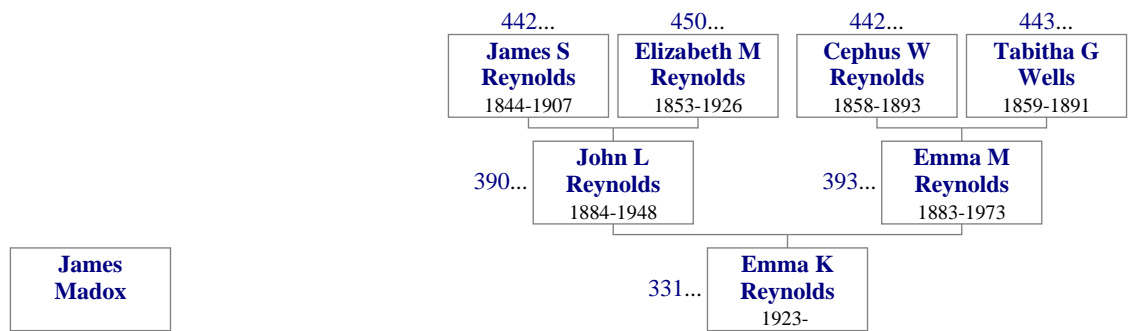 442... 450... 442... 443...
James S Elizabeth M Cephus W Tabitha G
Reynolds Reynolds Reynolds Wells
1844-1907 1853-1926 1858-1893 1859-1891
John L Emma M
390... Reynolds 393... Reynolds
1884-1948 1883-1973
James Emma K
Madox 331... Reynolds
1923-